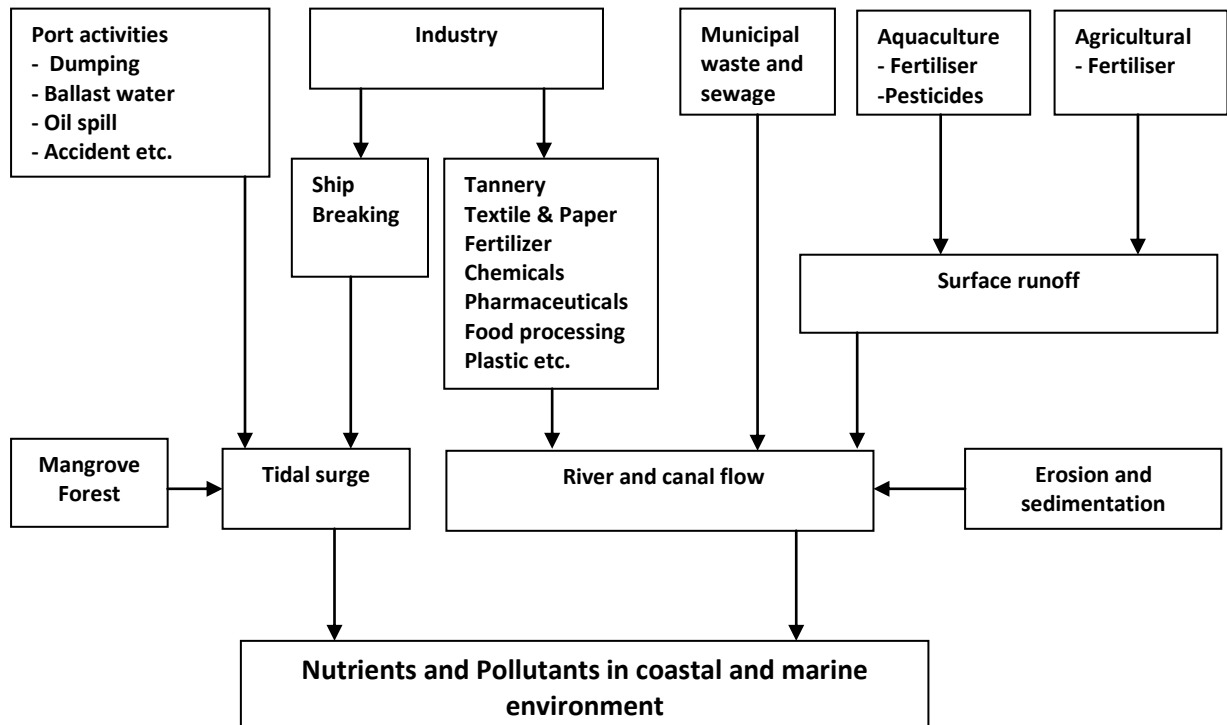 Port activities
- Dumping
- Ballast water
- Oil spill
- Accident etc.
Industry
Municipal
waste and
sewage
Aquaculture
- Fertiliser
-Pesticides
Agricultural
- Fertiliser
Ship
Breaking
Tannery
Textile & Paper
Fertilizer
Chemicals
Pharmaceuticals
Food processing
Plastic etc.
Surface runoff
Mangrove
Forest
Tidal surge
River and canal flow
Erosion and
sedimentation
Nutrients and Pollutants in coastal and marine
environment